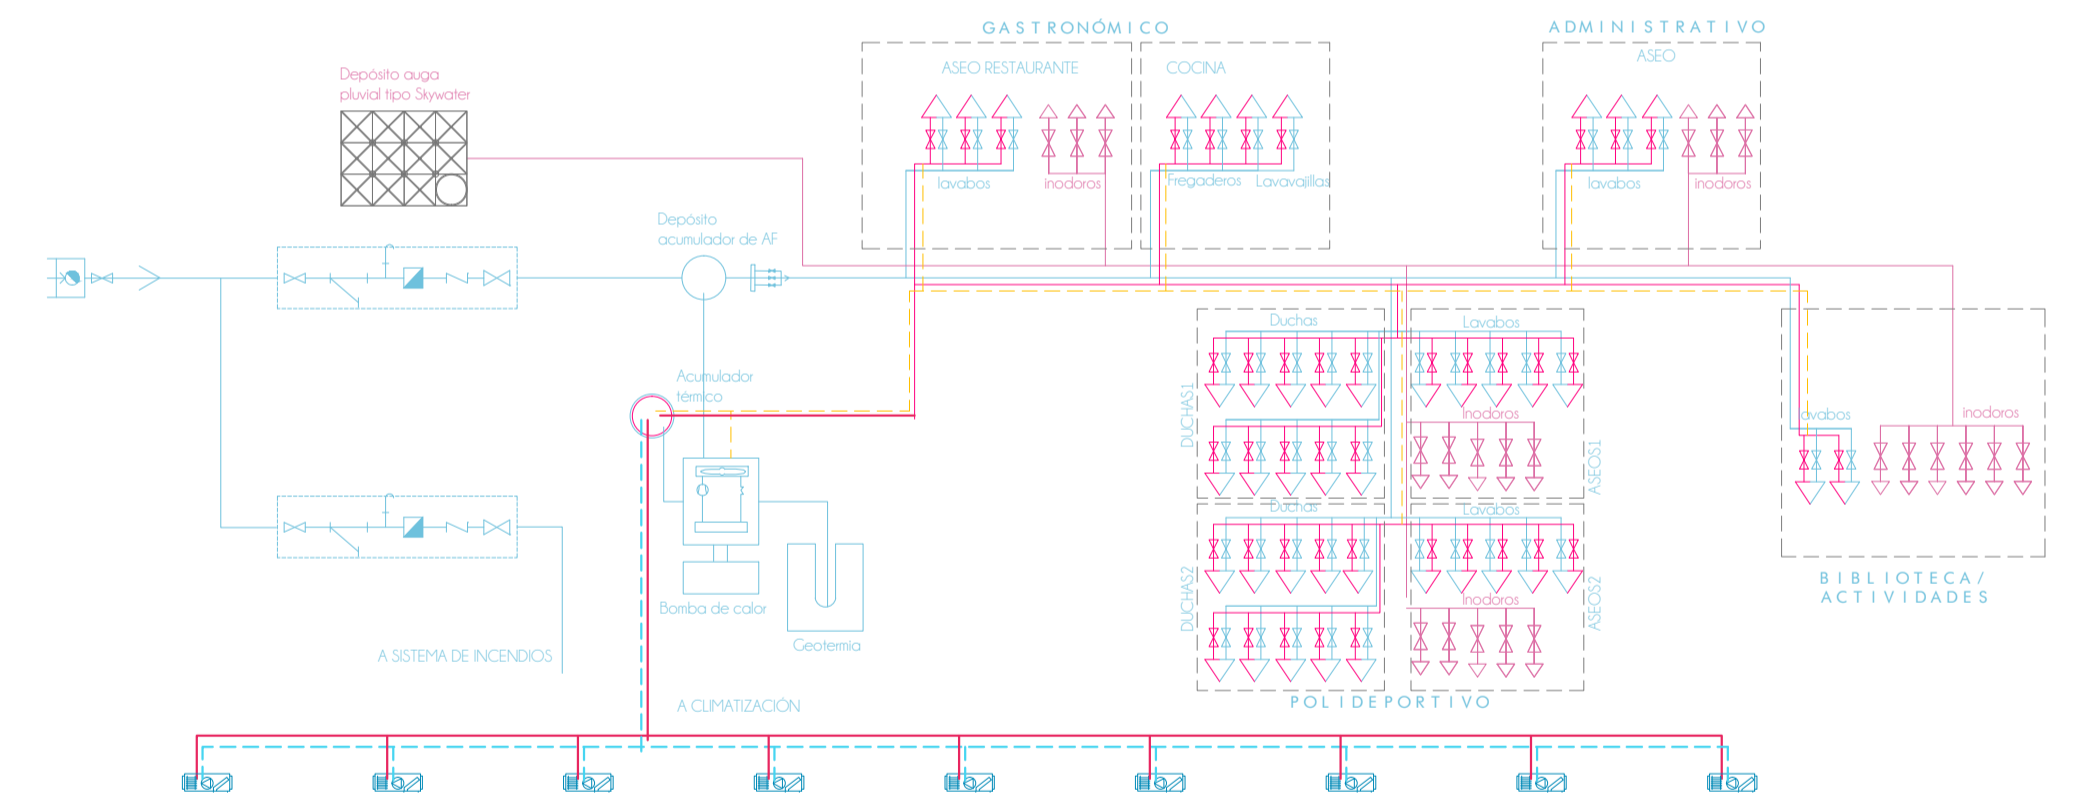 GASTRONÓMICO
ADMINISTRATIVO
ASEO RESTAURANTE
COCINA
ASEO
Depósito auga
pluvial tipo Skywater
lavabos
inodoros
Fregaderos
Lavavajillas
lavabos
inodoros
Depósito
acumulador de AF
Duchas
Lavabos
DUCHAS1
Inodoros
ASEOS1
Acumulador
térmico
avabos
inodoros
Duchas
Lavabos
DUCHAS2
Inodoros
ASEOS2
BIBLIOTECA/
ACTIVIDADES
Bomba de calor
Geotermia
A SISTEMA DE INCENDIOS
POLIDEPORTIVO
A CLIMATIZACIÓN